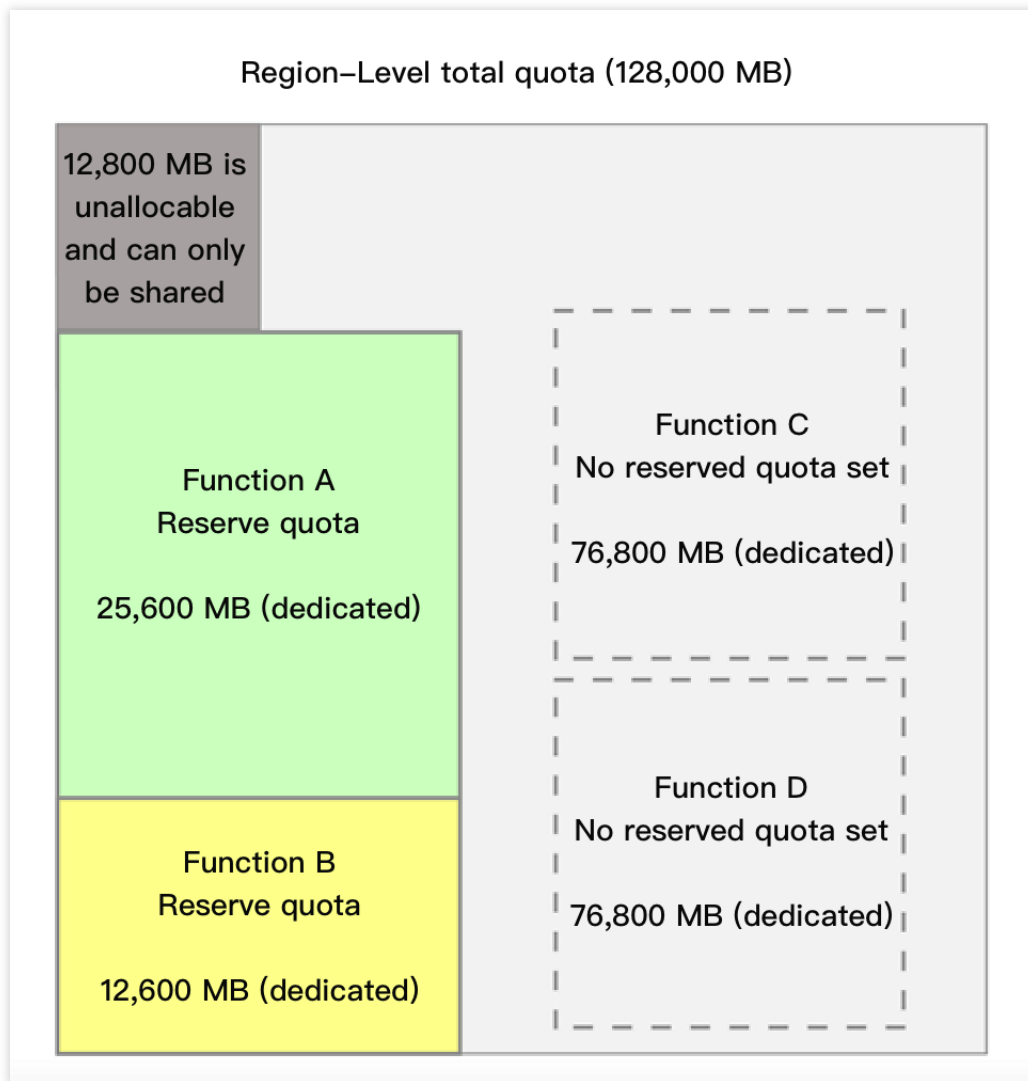 Region-Level total quota (128,000 MB)
12,800 MB is
unallocable
and can only
be shared
Function A
Reserve quota
25,600 MB (dedicated)
Function B
Reserve quota
12,600 MB (dedicated)
Function C
No reserved quota set
76,800 MB (dedicated)
Function D
No reserved quota set
76,800 MB (dedicated)